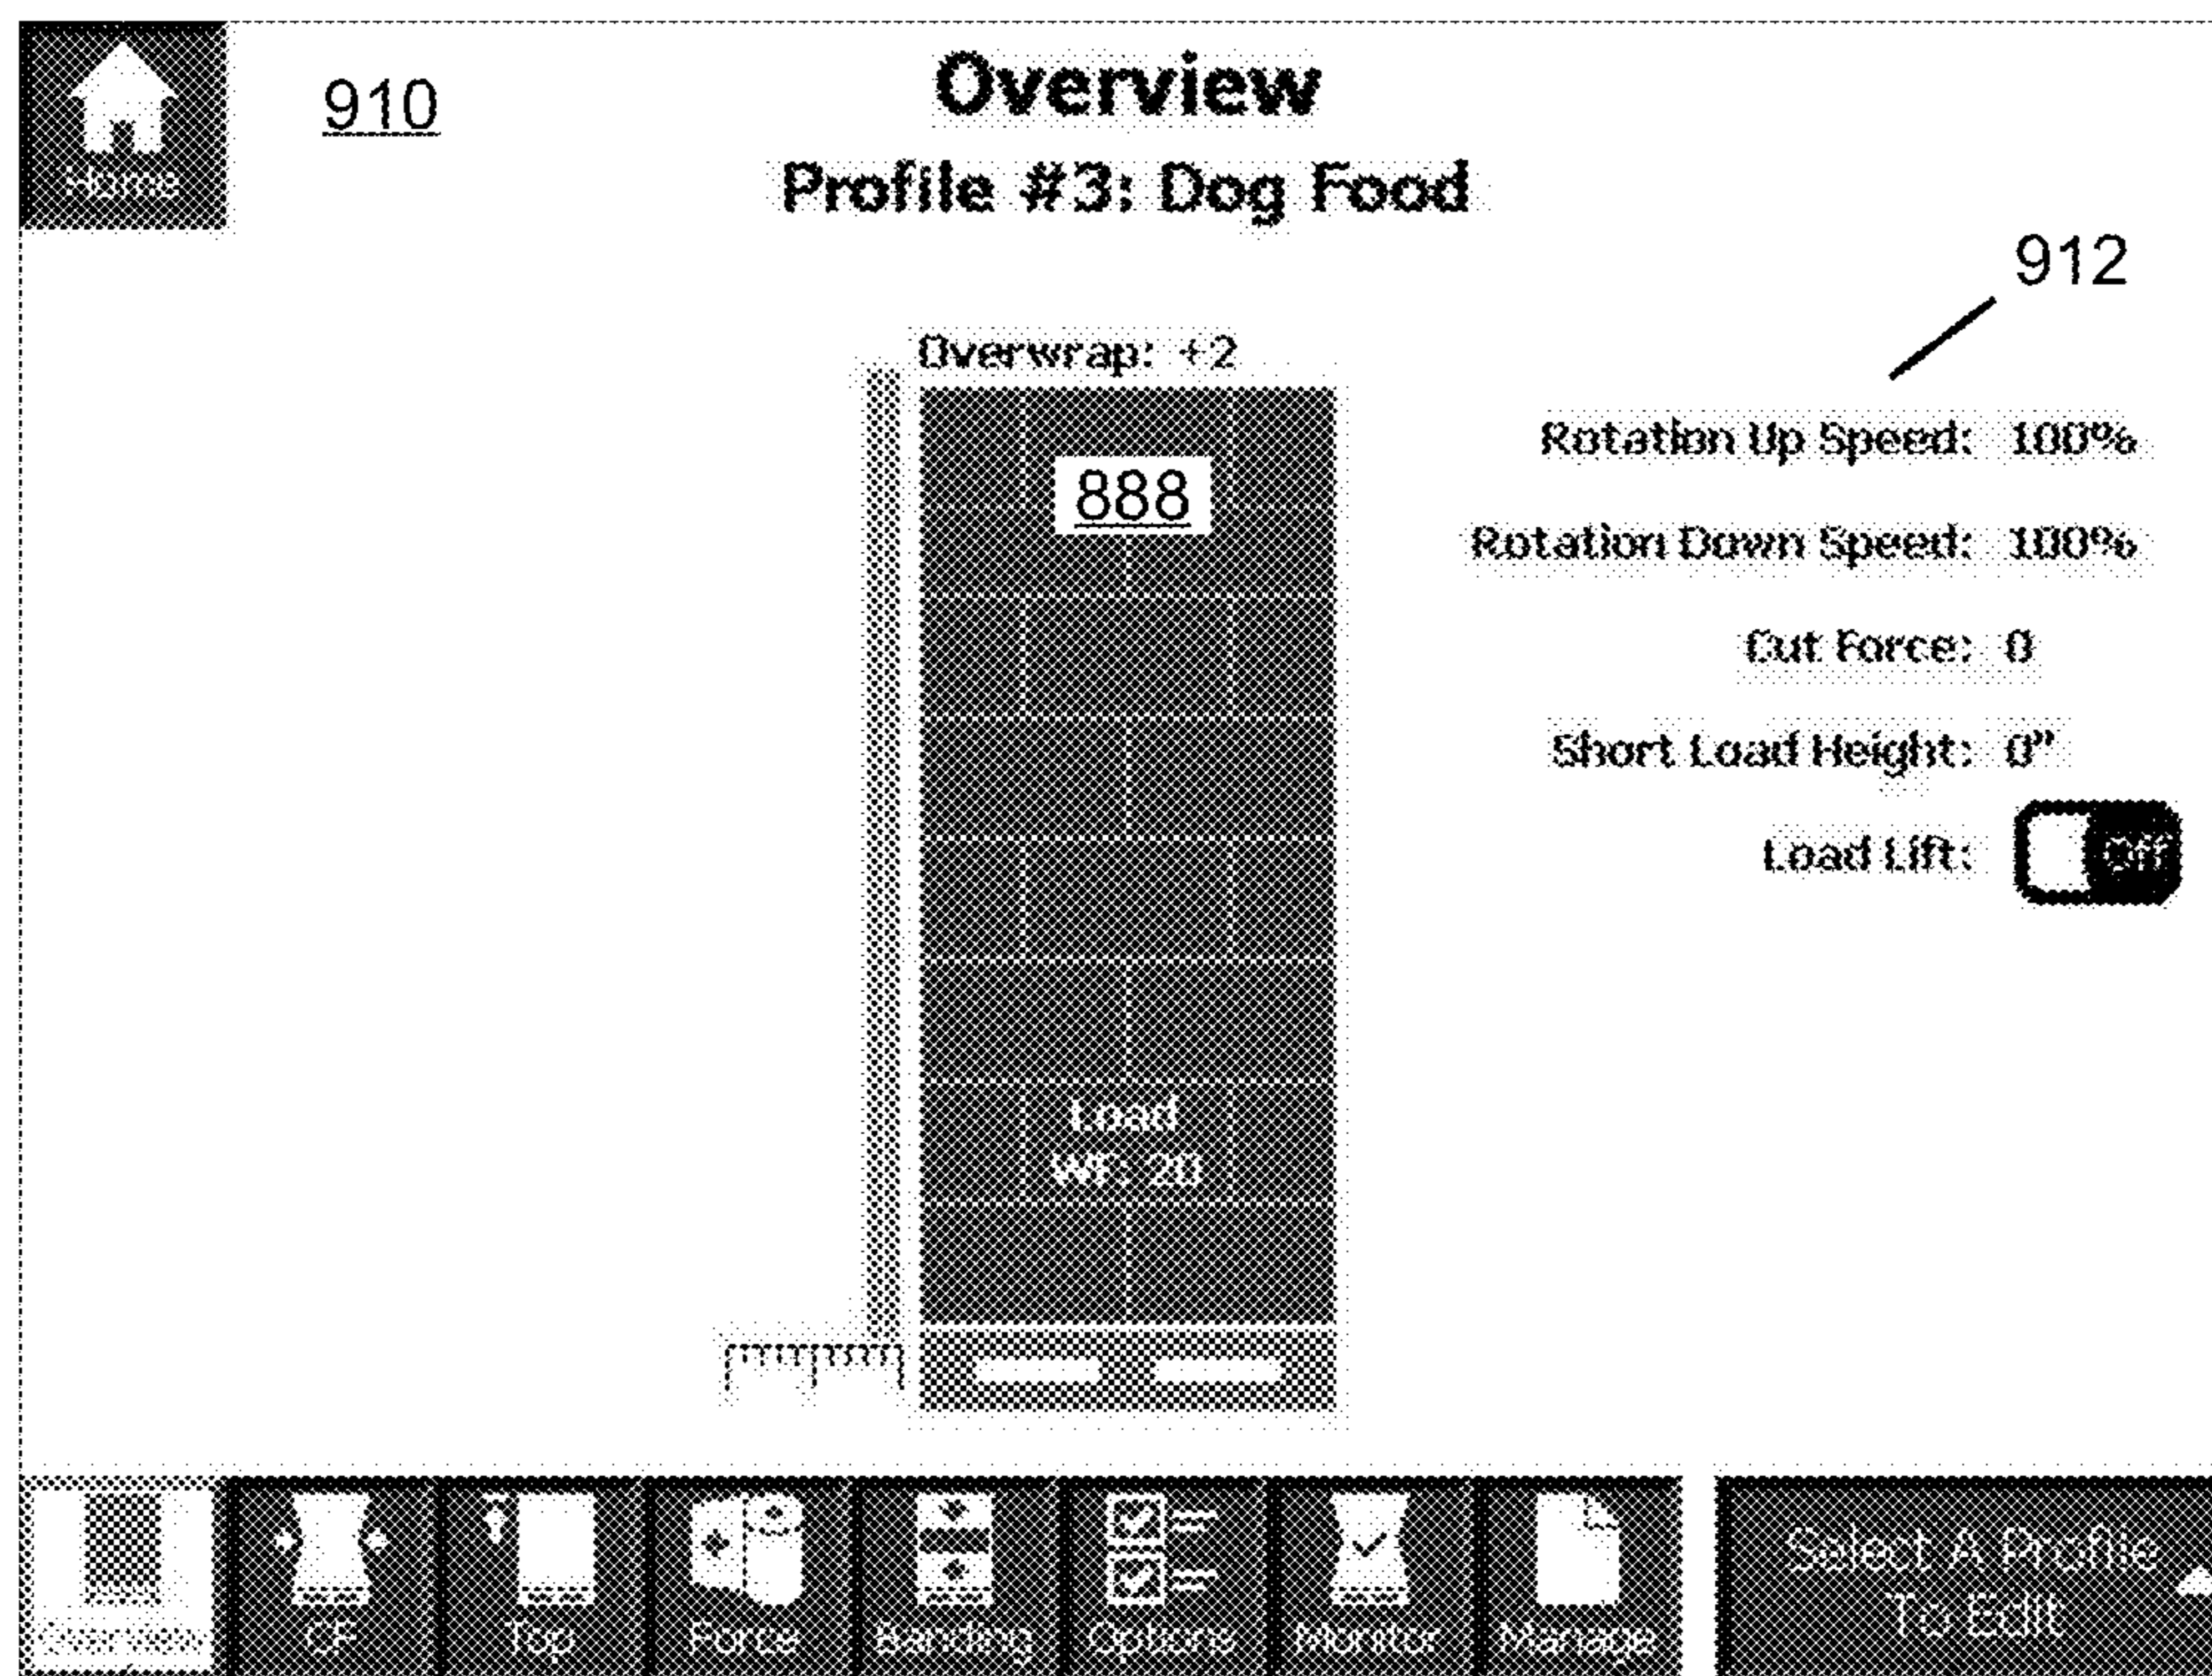 Home
910
Overview
Profile #3: Dog Food
912
Overwrap: +2
888
Rotation Up Speed: 100%
Rotation Down Speed: 100%
Cut Force: 0
Short Load Height: 0"
Load Lift: Off
Load
WF: 20
Overview
CF
Top
Force
Banding
Options
Monitor
Manage
Select A Profile
To Edit